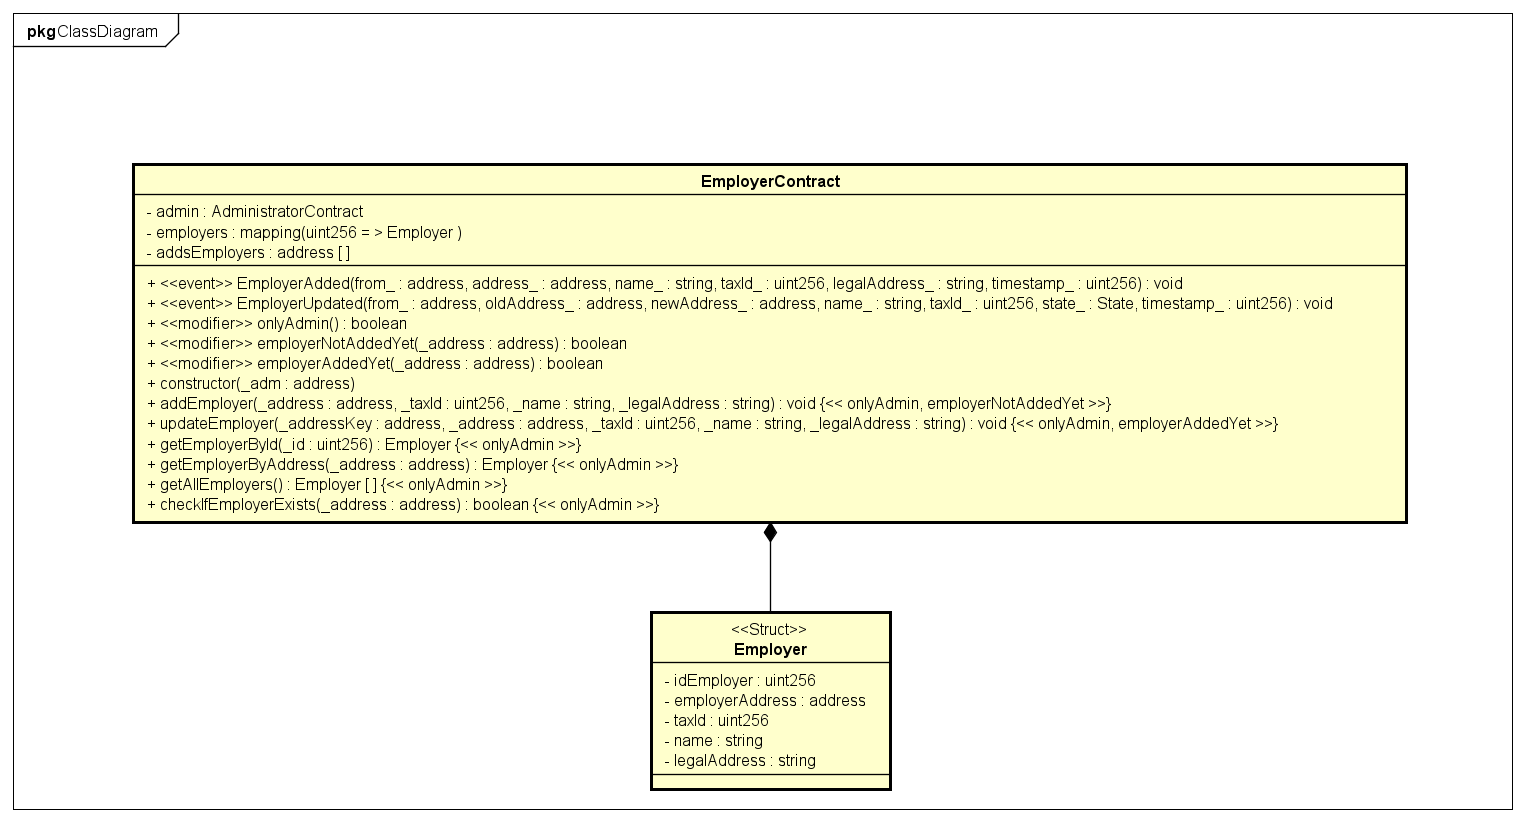 pkg ClassDiagram
EmployerContract
- admin : AdministratorContract
- employers : mapping(uint256 = > Employer )
- addsEmployers : address [ ]
+ <<event>> EmployerAdded(from_ : address, address_ : address, name_ : string, taxId_ : uint256, legalAddress_ : string, timestamp_ : uint256) : void
+ <<event>> EmployerUpdated(from_ : address, oldAddress_ : address, newAddress_ : address, name_ : string, taxId_ : uint256, state_ : State, timestamp_ : uint256) : void
+ <<modifier>> onlyAdmin() : boolean
+ <<modifier>> employerNotAddedYet(_address : address) : boolean
+ <<modifier>> employerAddedYet(_address : address) : boolean
+ constructor(_adm : address)
+ addEmployer(_address : address, _taxId : uint256, _name : string, _legalAddress : string) : void {<< onlyAdmin, employerNotAddedYet >>}
+ updateEmployer(_addressKey : address, _address : address, _taxId : uint256, _name : string, _legalAddress : string) : void {<< onlyAdmin, employerAddedYet >>}
+ getEmployerById(_id : uint256) : Employer {<< onlyAdmin >>}
+ getEmployerByAddress(_address : address) : Employer {<< onlyAdmin >>}
+ getAllEmployers() : Employer [ ] {<< onlyAdmin >>}
+ checkIfEmployerExists(_address : address) : boolean {<< onlyAdmin >>}
<<Struct>>
Employer
- idEmployer : uint256
- employerAddress : address
- taxId : uint256
- name : string
- legalAddress : string